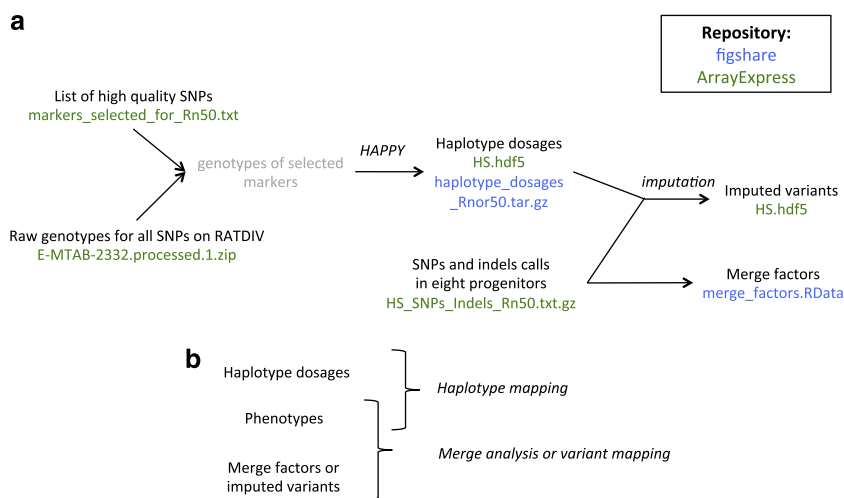 a
Repository:
figshare
ArrayExpress
List of high quality SNPs
markers_selected_for_Rn50.txt
genotypes of selected
markers
HAPPY
Haplotype dosages
HS.hdf5
haplotype_dosages
_Rnor50.tar.gz
imputation
Imputed variants
HS.hdf5
Raw genotypes for all SNPs on RATDIV
E-MTAB-2332.processed.1.zip
SNPs and indels calls
in eight progenitors
HS_SNPs_Indels_Rn50.txt.gz
Merge factors
merge_factors.RData
b
Haplotype dosages
Haplotype mapping
Phenotypes
Merge analysis or variant mapping
Merge factors or
imputed variants